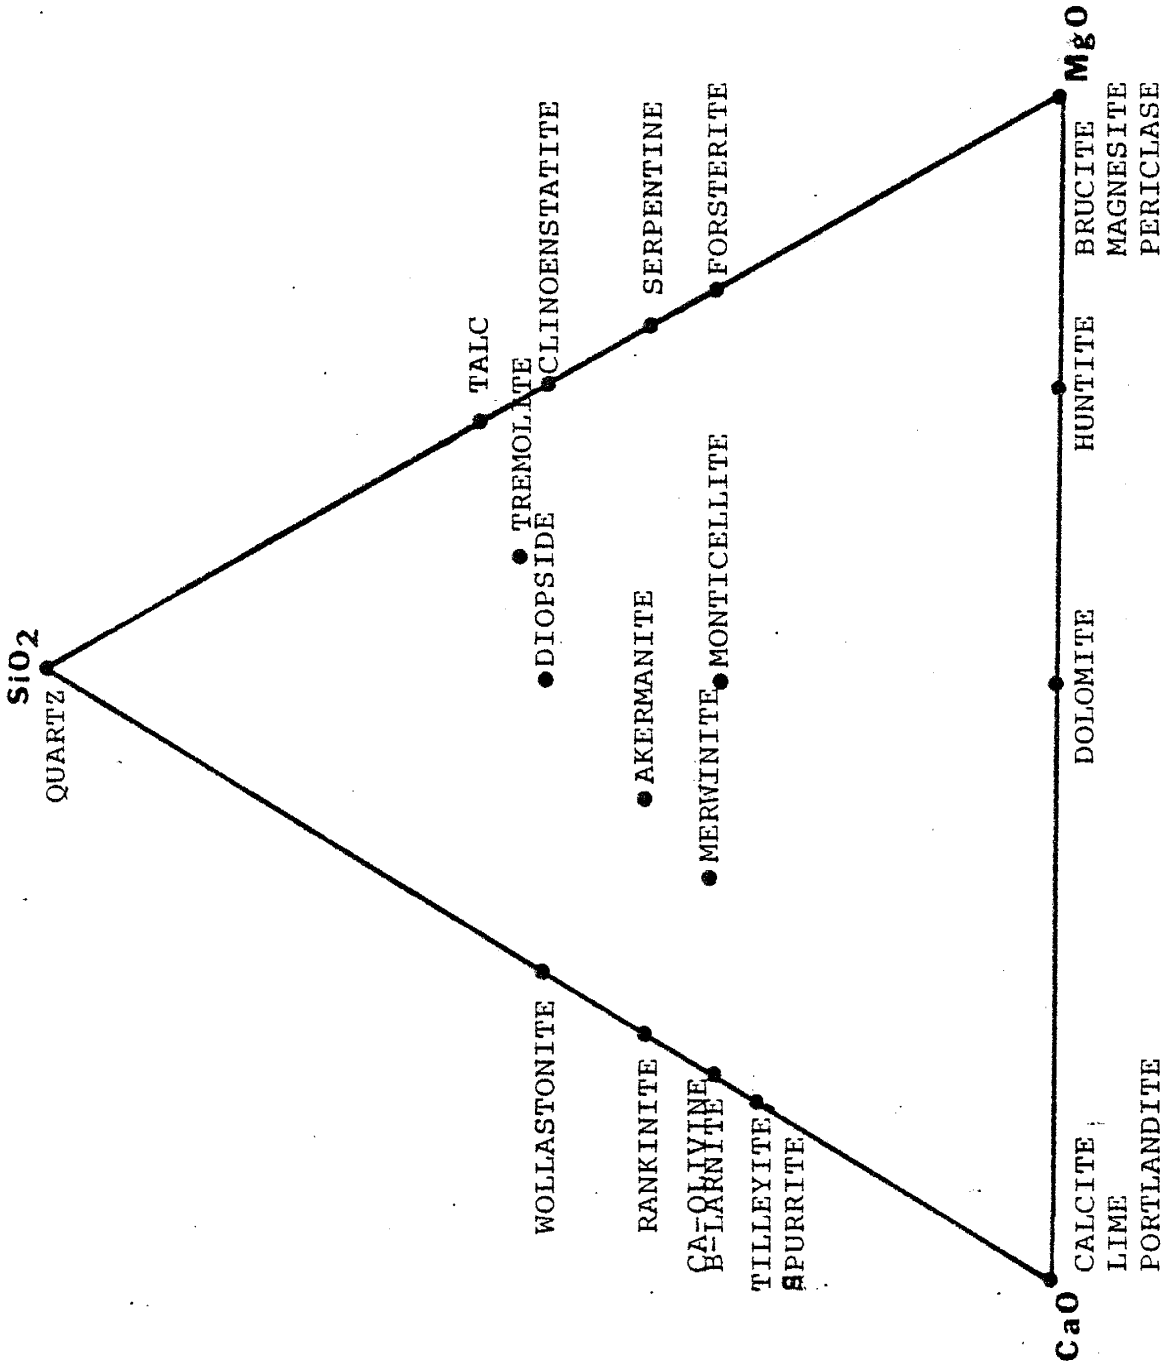 SiO2
QUARTZ
TALC
TREMOLITE
CLINOENSTATITE
DIOPSIDE
WOLLASTONITE
AKERMANITE
SERPENTINE
RANKINITE
MERWINITE
MONTICELLITE
FORSTERITE
CA-OLIVINE
B-LARNITE
TILLEYITE
SPURRITE
CaO
CALCITE
LIME
PORTLANDITE
DOLOMITE
HUNTITE
MgO
BRUCITE
MAGNESITE
PERICLASE